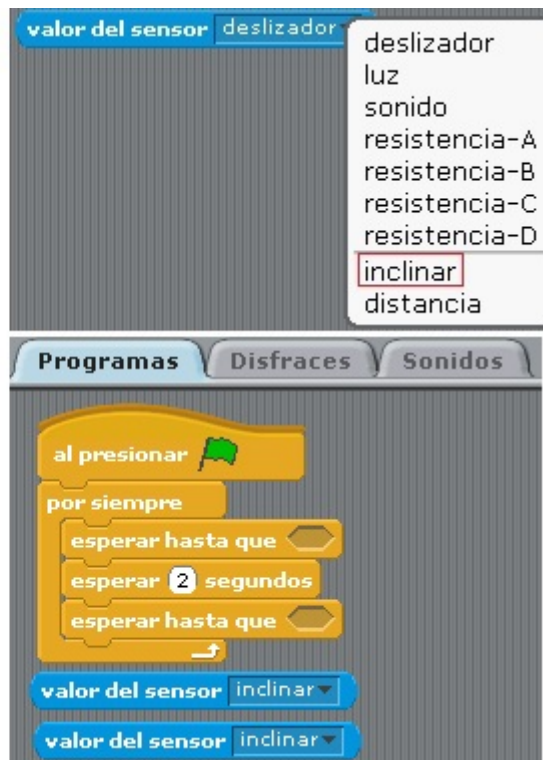 valor del sensor deslizador
deslizador
luz
sonido
resistencia-A
resistencia-B
resistencia-C
resistencia-D
inclinar
distancia
Programas Disfraces Sonidos
al presionar
por siempre
esperar hasta que
esperar 2 segundos
esperar hasta que
valor del sensor inclinar
valor del sensor inclinar